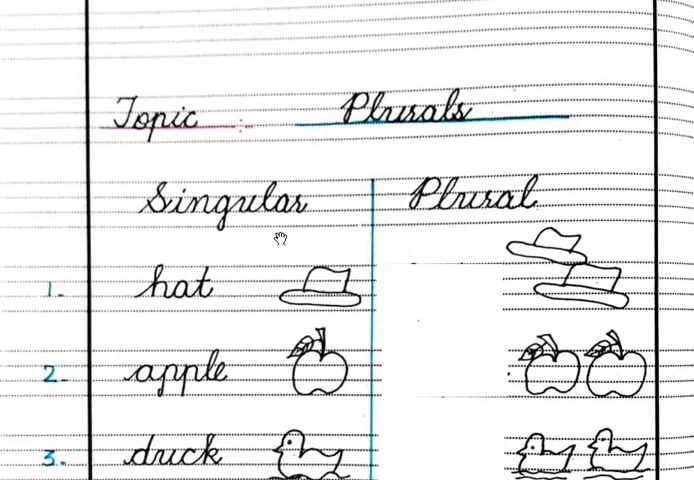 Topic : Plurals
Singular Plural
1. hat
2. apple
3. duck